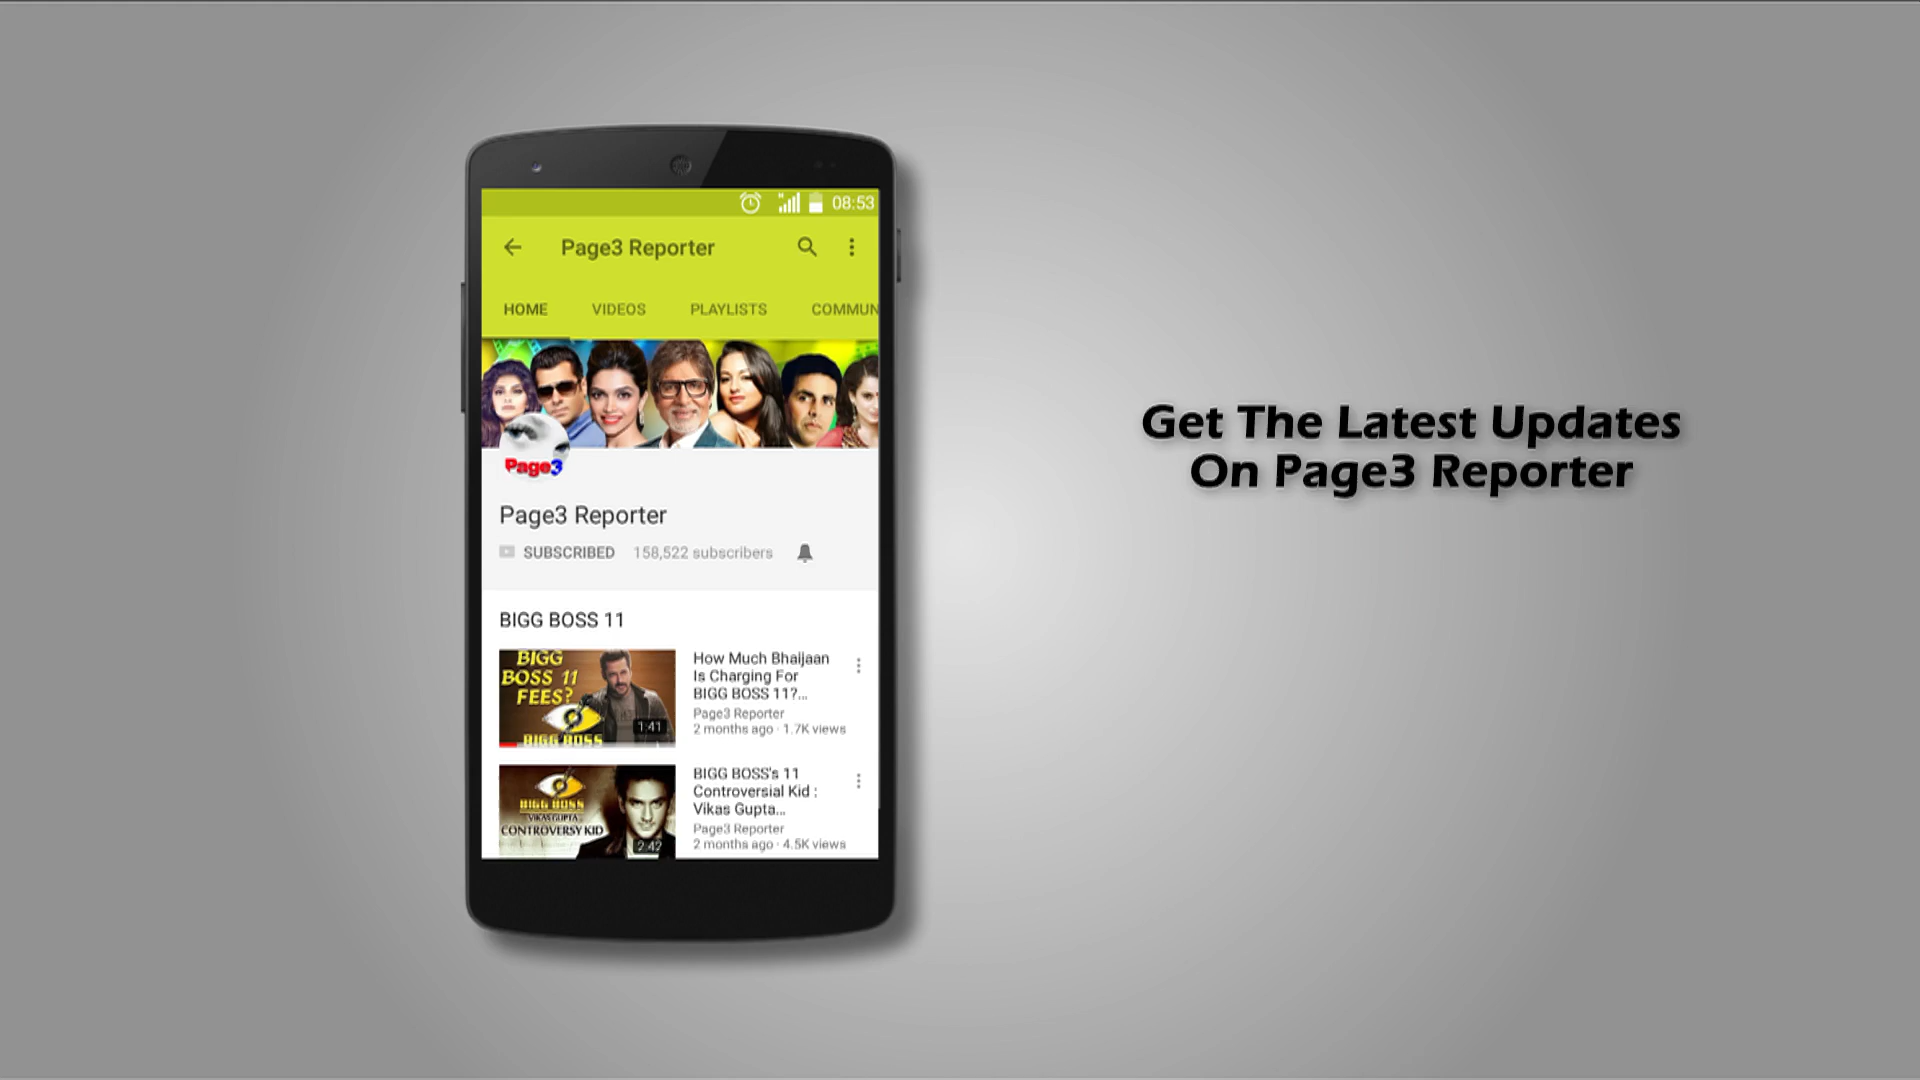 08:53
Page3 Reporter
HOME VIDEOS PLAYLISTS COMMUN
Page3
Page3 Reporter
SUBSCRIBED 158,522 subscribers
BIGG BOSS 11
BIGG
BOSS 11
FEES?
BIGG BOSS
1:41
How Much Bhaijaan
Is Charging For
BIGG BOSS 11?...
Page3 Reporter
2 months ago · 1.7K views
BIGG BOSS
VIKAS GUPTA
CONTROVERSY KID
2:42
BIGG BOSS's 11
Controversial Kid :
Vikas Gupta...
Page3 Reporter
2 months ago · 4.5K views
Get The Latest Updates
On Page3 Reporter